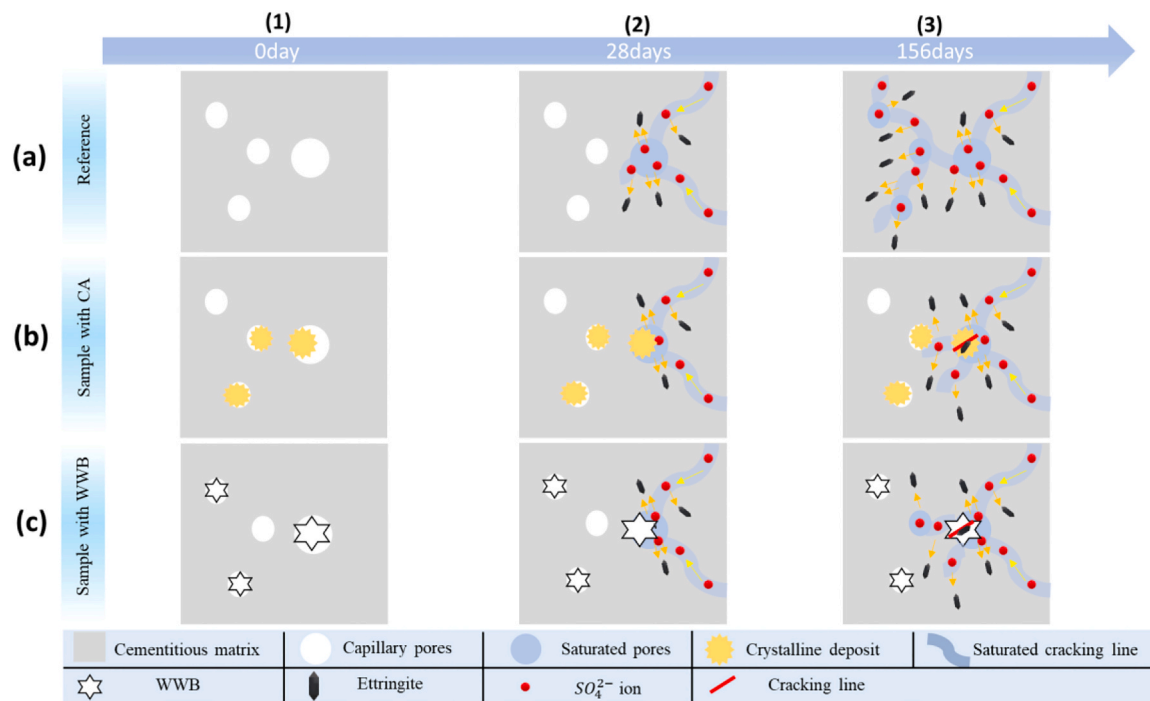 (1) (2) (3)
0day 28days 156days
(a) Reference
(b) Sample with CA
(c) Sample with WWB
Cementitious matrix Capillary pores Saturated pores Crystalline deposit Saturated cracking line
WWB Ettringite SO₄²⁻ ion Cracking line